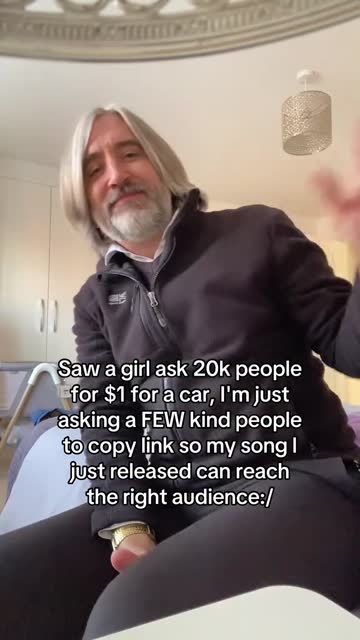 Saw a girl ask 20k people
for $1 for a car, I'm just
asking a FEW kind people
to copy link so my song I
just released can reach
the right audience:/